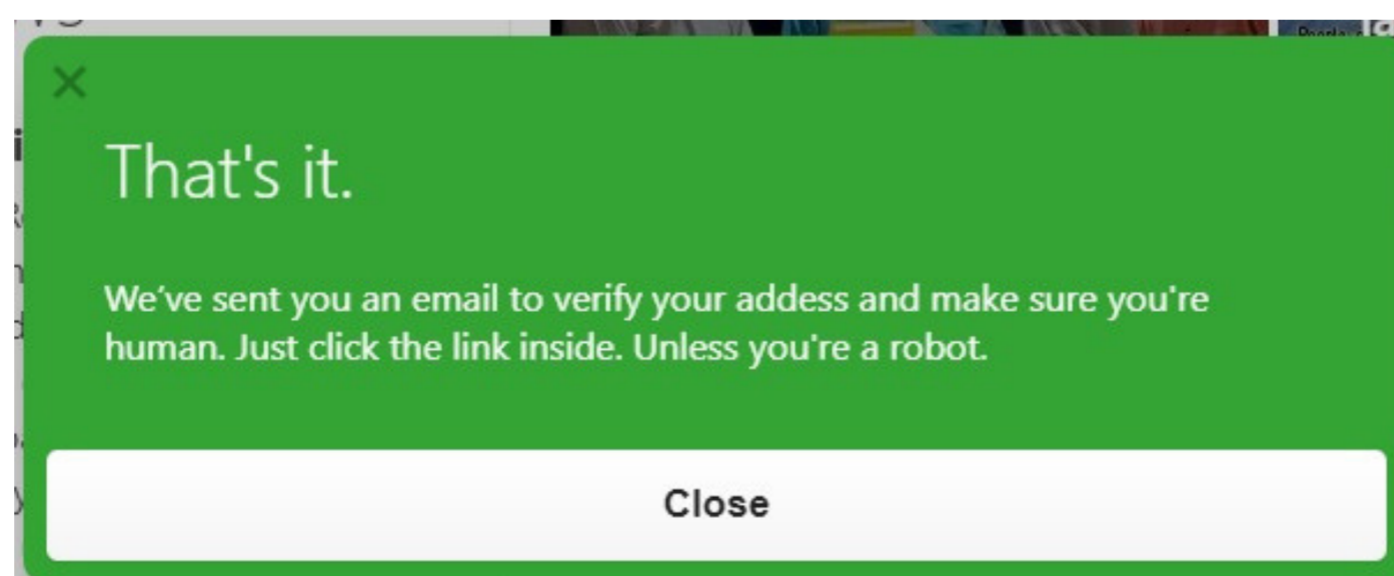 That's it.
We've sent you an email to verify your addess and make sure you're
human. Just click the link inside. Unless you're a robot.
Close